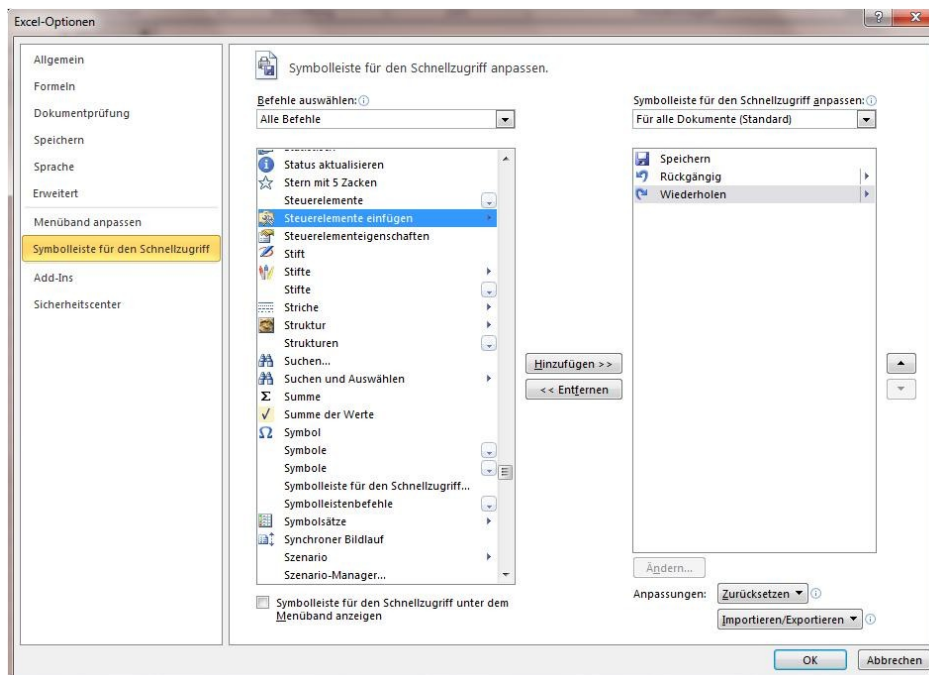 Excel-Optionen
Allgemein
Formeln
Dokumentprüfung
Speichern
Sprache
Erweitert
Menüband anpassen
Symbolleiste für den Schnellzugriff
Add-Ins
Sicherheitscenter
Symbolleiste für den Schnellzugriff anpassen.
Befehle auswählen:
Alle Befehle
Status aktualisieren
Stern mit 5 Zacken
Steuerelemente
Steuerelemente einfügen
Steuerelementeigenschaften
Stift
Stifte
Stifte
Striche
Struktur
Strukturen
Suchen...
Suchen und Auswählen
Summe
Summe der Werte
Symbol
Symbole
Symbole
Symbolleiste für den Schnellzugriff...
Symbolleistenbefehle
Symbolsätze
Synchroner Bildlauf
Szenario
Szenario-Manager...
Symbolleiste für den Schnellzugriff unter dem
Menüband anzeigen
Hinzufügen >>
<< Entfernen
Symbolleiste für den Schnellzugriff anpassen:
Für alle Dokumente (Standard)
Speichern
Rückgängig
Wiederholen
Ändern...
Anpassungen:
Zurücksetzen
Importieren/Exportieren
OK
Abbrechen